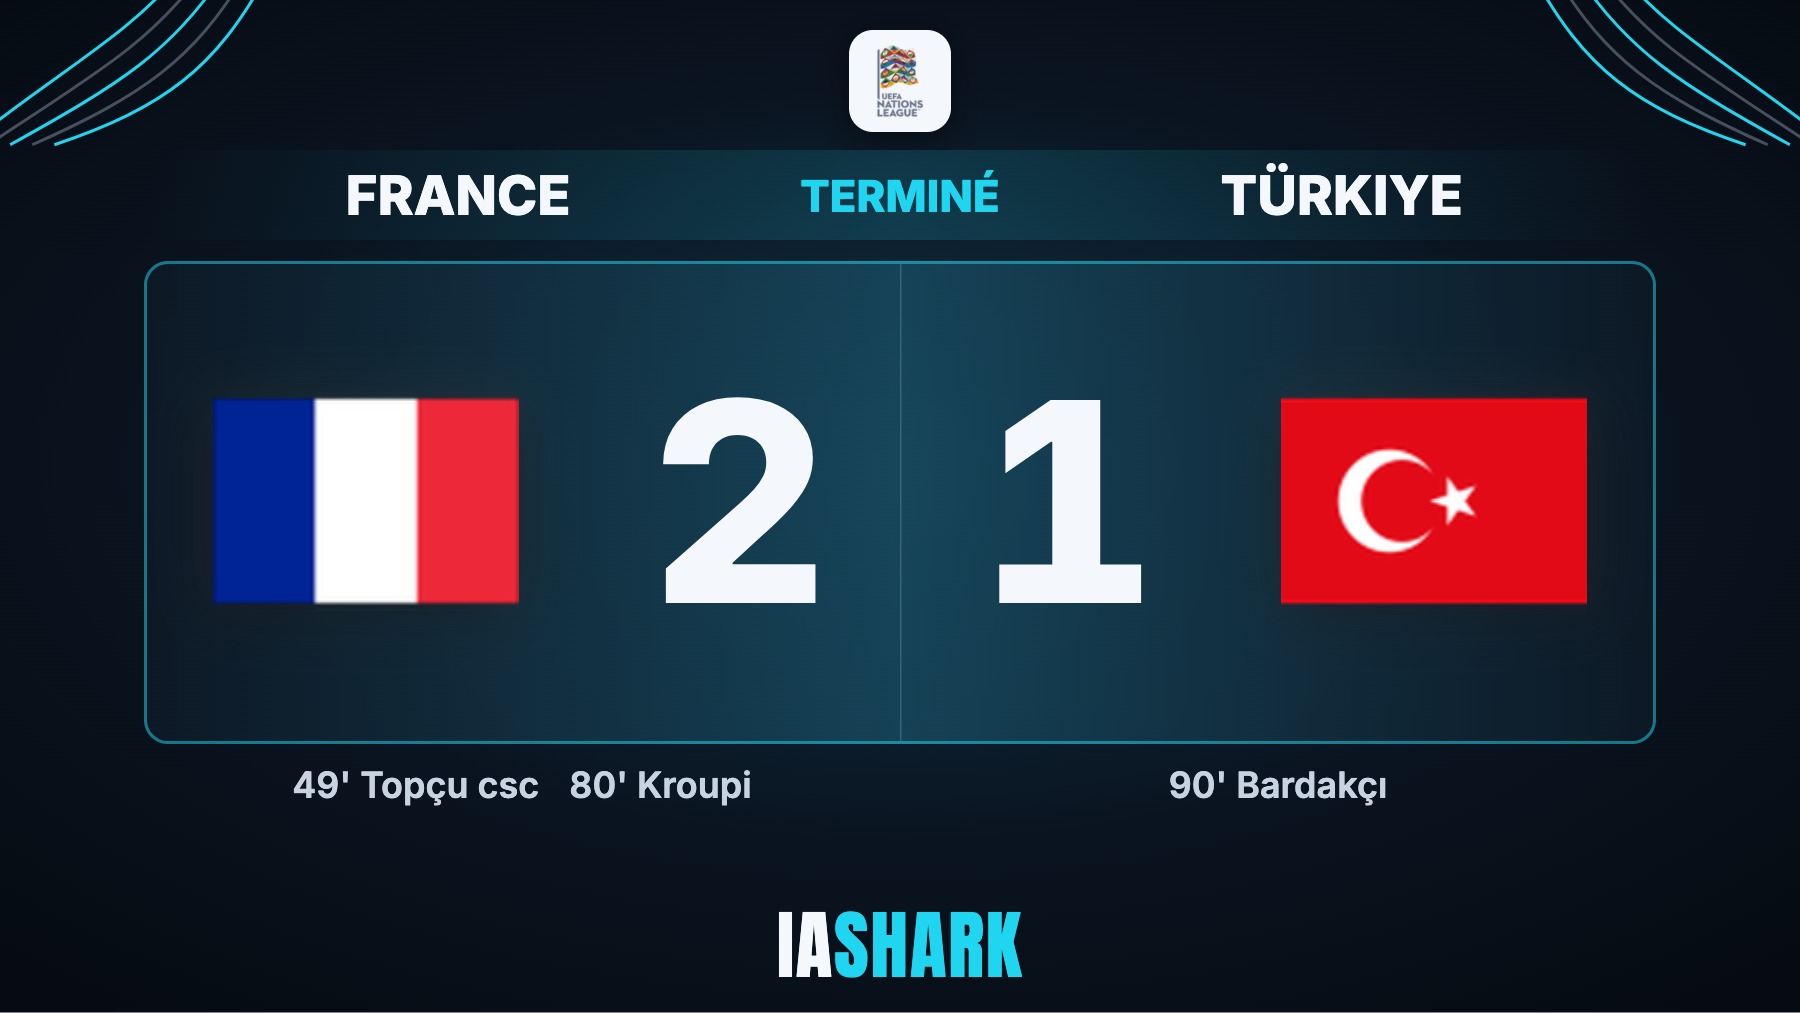 UEFA
NATIONS
LEAGUE
FRANCE TERMINÉ TÜRKIYE
2 1
49' Topçu csc 80' Kroupi 90' Bardakçı
IASHARK